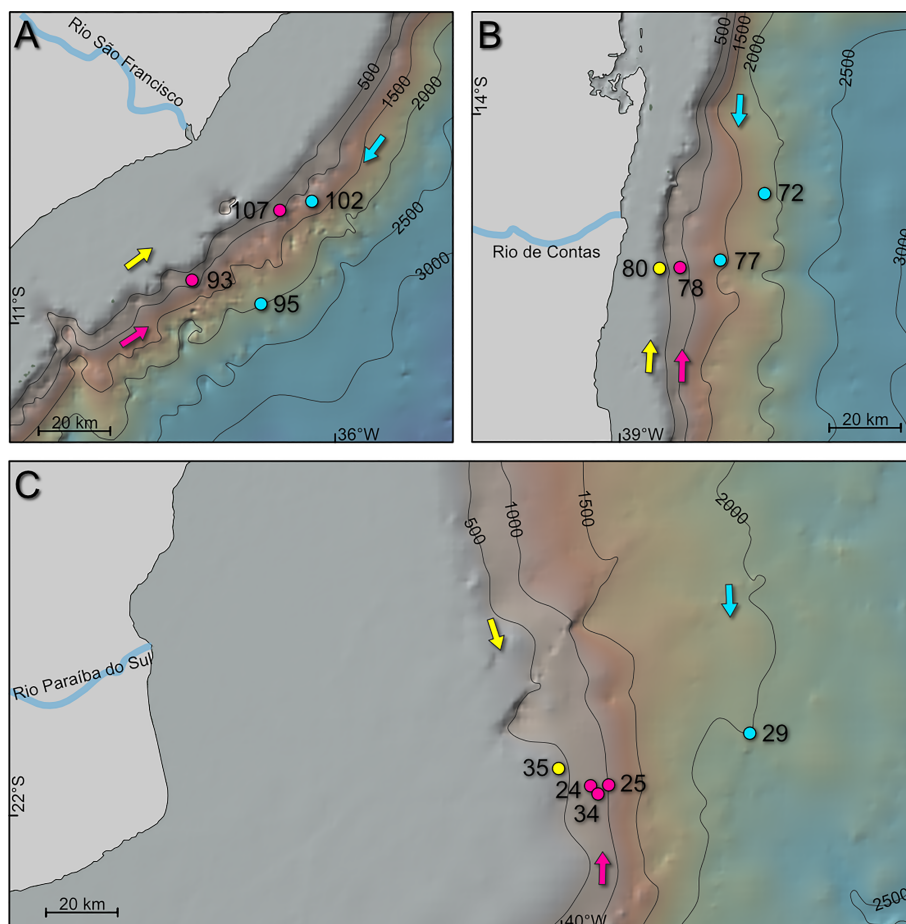 A
Rio São Francisco
500
1500
2000
2500
3000
107
102
93
95
11°S
20 km
36°W
B
500
1500
2000
2500
3000
14°S
72
Rio de Contas
80
78
77
39°W
20 km
C
500
1000
1500
2000
Rio Paraíba do Sul
29
35
24
25
34
22°S
20 km
40°W
2500